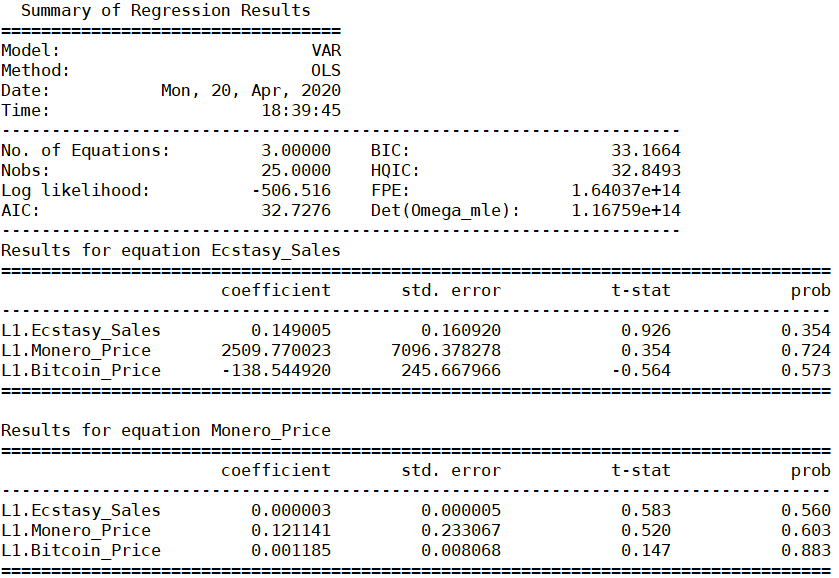 Summary of Regression Results
==================================
Model:                         VAR
Method:                        OLS
Date:           Mon, 20, Apr, 2020
Time:                     18:39:45
--------------------------------------------------------------------
No. of Equations:         3.00000    BIC:                    33.1664
Nobs:                     25.0000    HQIC:                   32.8493
Log likelihood:          -506.516    FPE:                1.64037e+14
AIC:                      32.7276    Det(Omega_mle):     1.16759e+14
--------------------------------------------------------------------
Results for equation Ecstasy_Sales
===================================================================================
                      coefficient       std. error           t-stat            prob
-----------------------------------------------------------------------------------
L1.Ecstasy_Sales         0.149005         0.160920            0.926           0.354
L1.Monero_Price       2509.770023      7096.378278            0.354           0.724
L1.Bitcoin_Price      -138.544920       245.667966           -0.564           0.573
===================================================================================

Results for equation Monero_Price
===================================================================================
                      coefficient       std. error           t-stat            prob
-----------------------------------------------------------------------------------
L1.Ecstasy_Sales         0.000003         0.000005            0.583           0.560
L1.Monero_Price          0.121141         0.233067            0.520           0.603
L1.Bitcoin_Price         0.001185         0.008068            0.147           0.883
===================================================================================